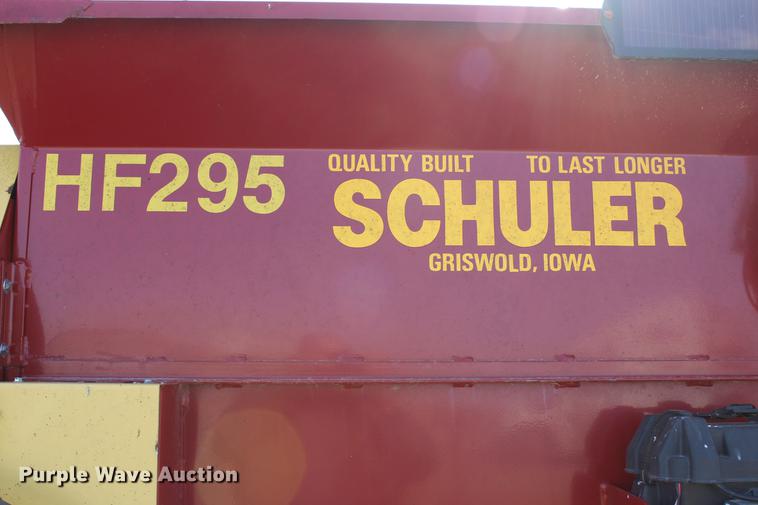 HF295
QUALITY BUILT TO LAST LONGER
SCHULER
GRISWOLD, IOWA
Purple Wave Auction